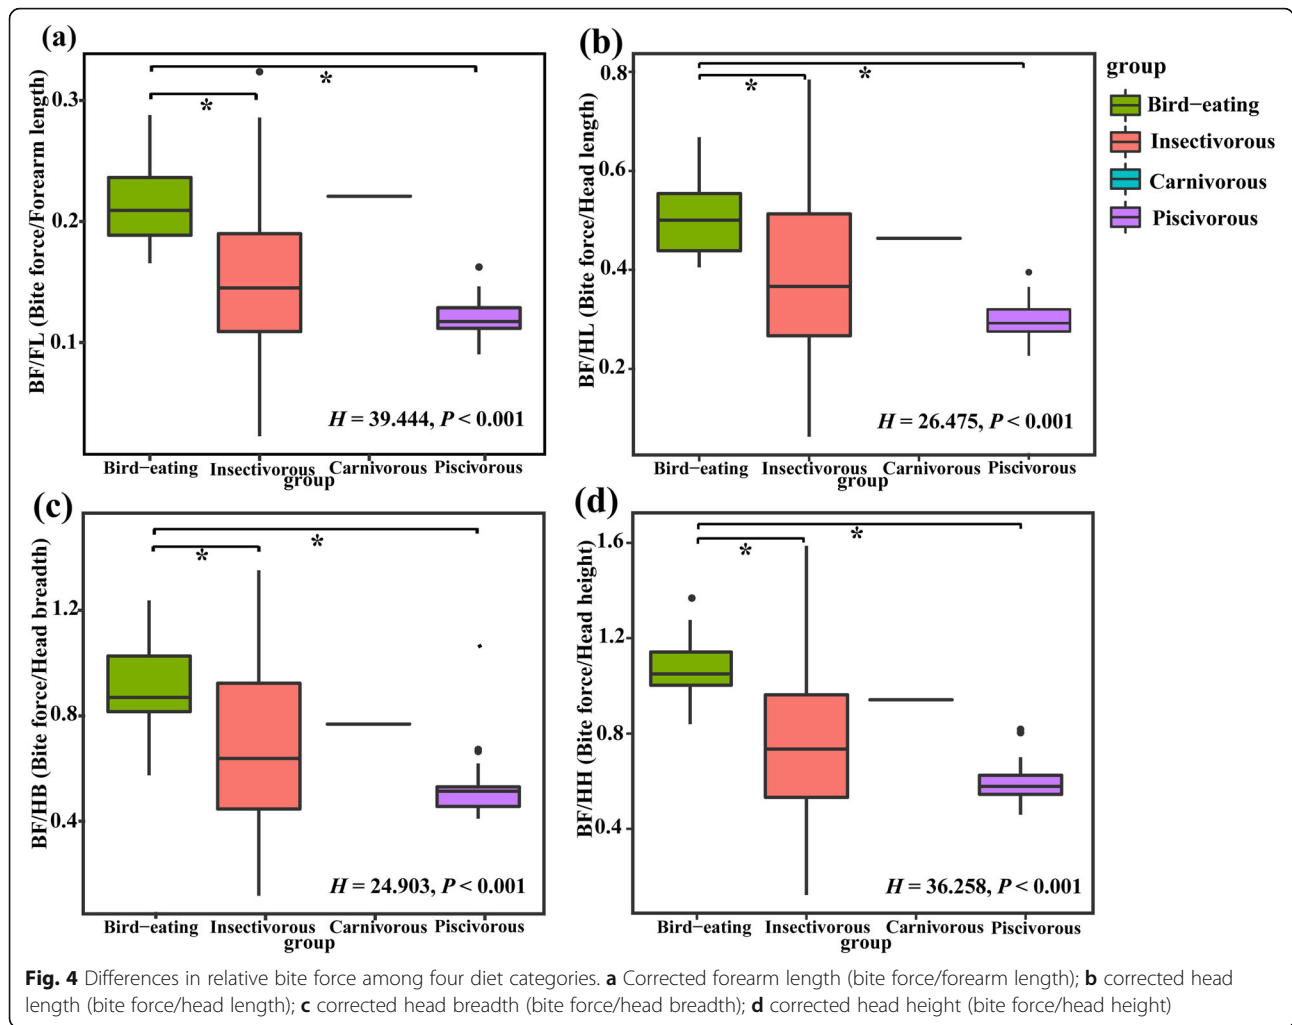 (a)
BF/FL (Bite force/Forearm length)
0.3
0.2
0.1
*
*
H = 39.444, P < 0.001
Bird−eating Insectivorous Carnivorous Piscivorous
group
(b)
BF/HL (Bite force/Head length)
0.8
0.6
0.4
0.2
*
*
H = 26.475, P < 0.001
Bird−eating Insectivorous Carnivorous Piscivorous
group
group
Bird−eating
Insectivorous
Carnivorous
Piscivorous
(c)
BF/HB (Bite force/Head breadth)
1.2
0.8
0.4
*
*
H = 24.903, P < 0.001
Bird−eating Insectivorous Carnivorous Piscivorous
group
(d)
BF/HH (Bite force/Head height)
1.6
1.2
0.8
0.4
*
*
H = 36.258, P < 0.001
Bird−eating Insectivorous Carnivorous Piscivorous
group
Fig. 4 Differences in relative bite force among four diet categories. a Corrected forearm length (bite force/forearm length); b corrected head
length (bite force/head length); c corrected head breadth (bite force/head breadth); d corrected head height (bite force/head height)